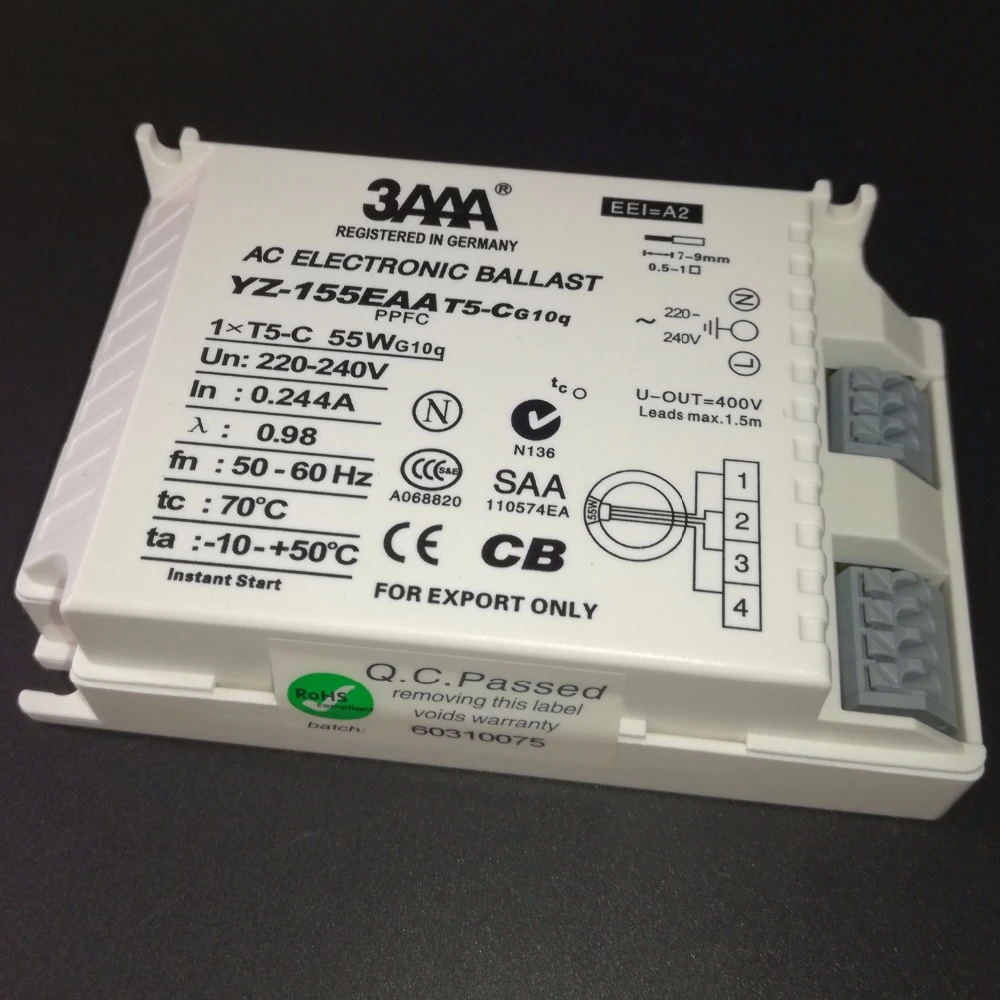 3AAA®
REGISTERED IN GERMANY
AC ELECTRONIC BALLAST
YZ-155EAA T5-C G10q
PPFC
1×T5-C 55W G10q
Un: 220-240V
In : 0.244A
λ : 0.98
fn : 50-60Hz
tc : 70°C
ta : -10-+50°C
Instant Start
EEI=A2
7-9mm
0.5-1□
N
~ 220-
240V
L
U-OUT=400V
Leads max.1.5m
tc
N
N136
CCC S&E
A068820
SAA
110574EA
CE
CB
FOR EXPORT ONLY
55W
1
2
3
4
Q.C.Passed
removing this label
voids warranty
batch: 60310075
RoHS
compliant